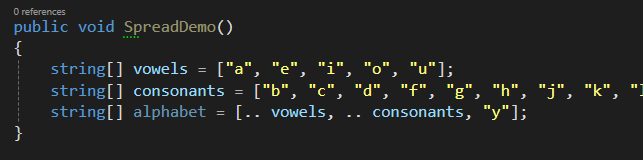 0 references
public void SpreadDemo()
{
string[] vowels = ["a", "e", "i", "o", "u"];
string[] consonants = ["b", "c", "d", "f", "g", "h", "j", "k", "
string[] alphabet = [.. vowels, .. consonants, "y"];
}